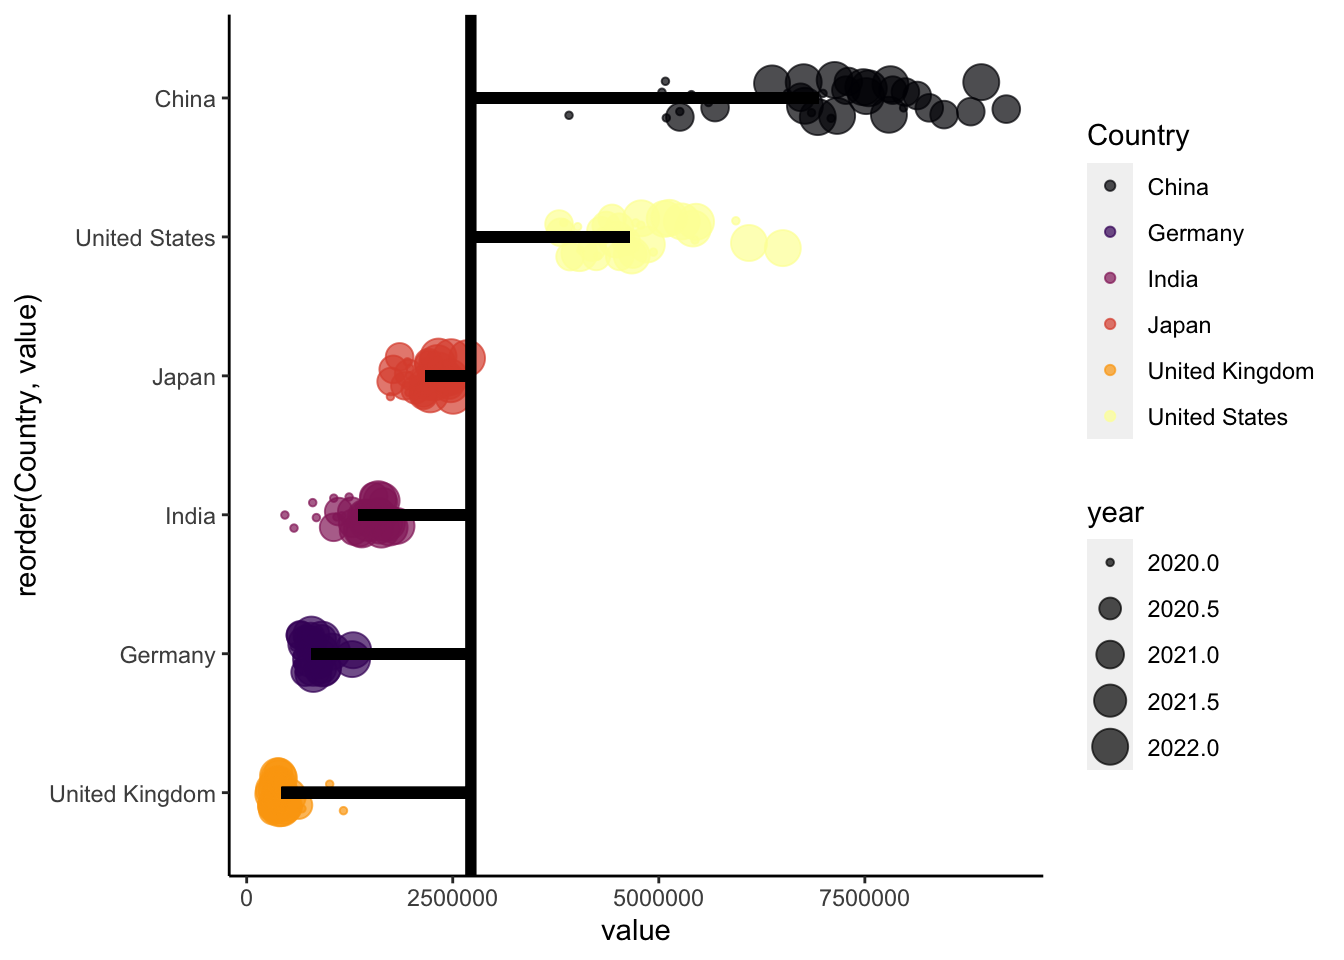 reorder(Country, value)
China
United States
Japan
India
Germany
United Kingdom
0
2500000
5000000
7500000
value
Country
China
Germany
India
Japan
United Kingdom
United States
year
2020.0
2020.5
2021.0
2021.5
2022.0